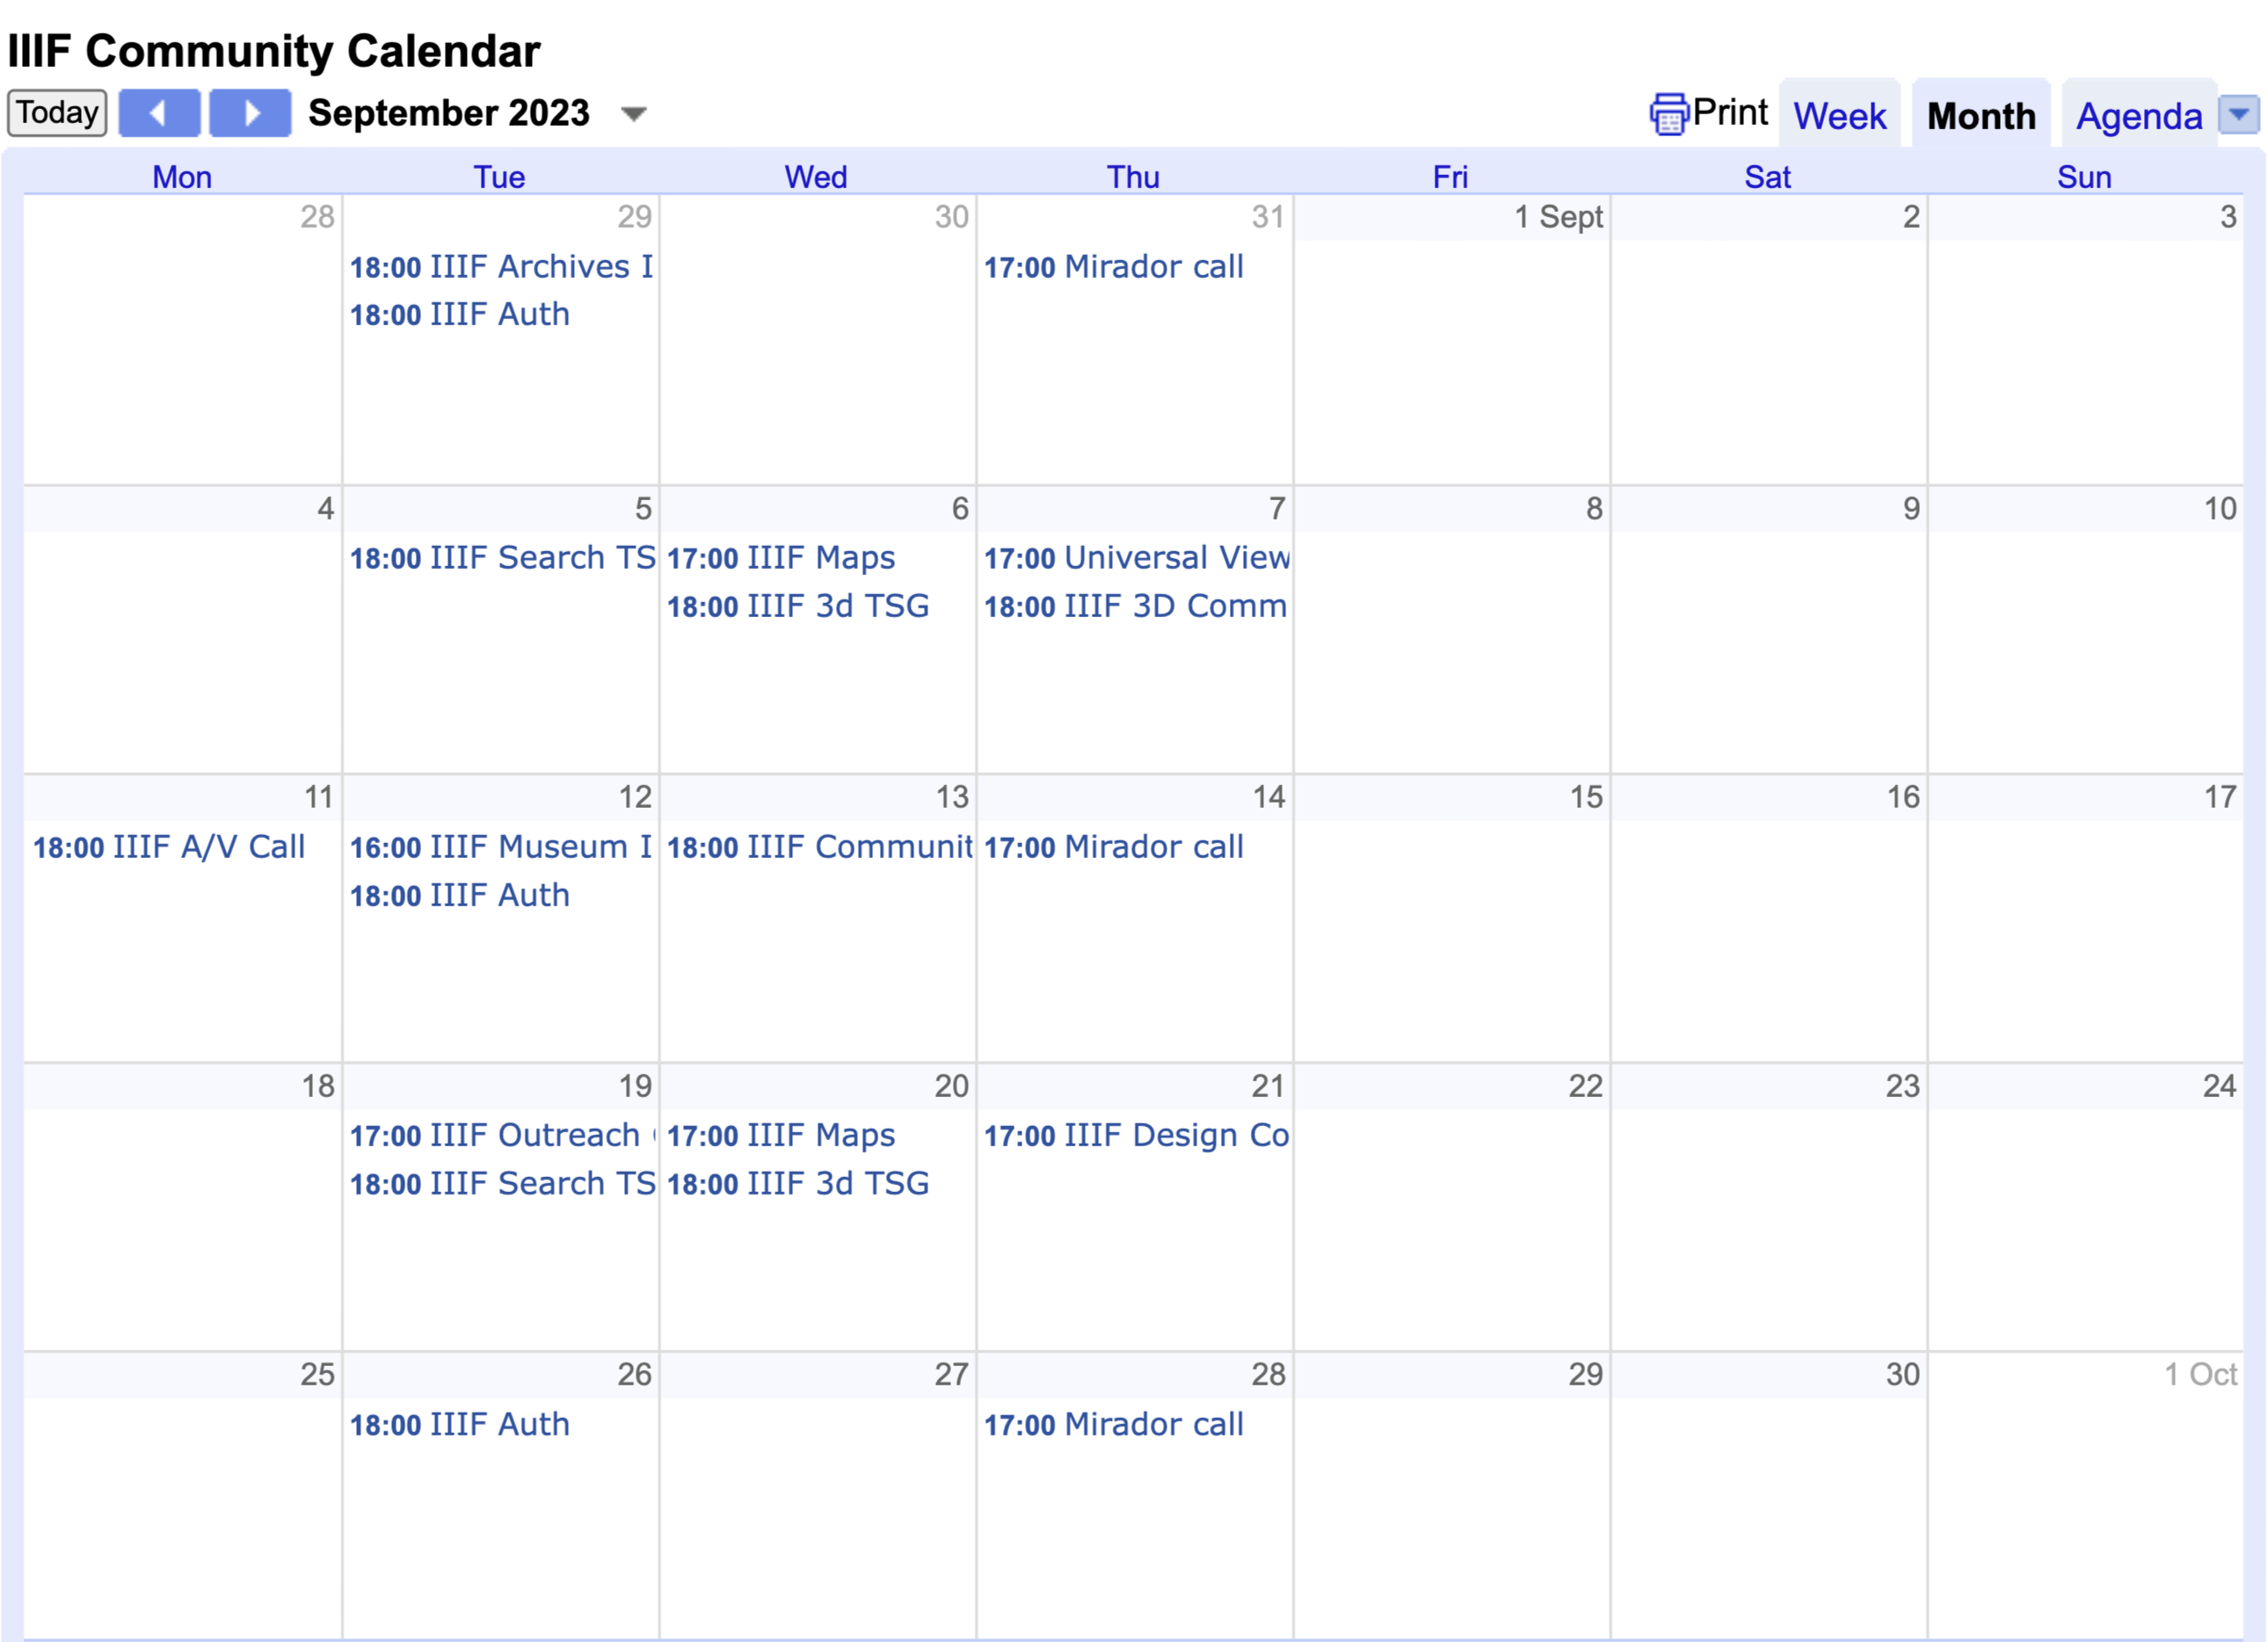 IIIF Community Calendar
Today September 2023 Print Week Month Agenda
Mon Tue Wed Thu Fri Sat Sun
28 29 30 31 1 Sept 2 3
18:00 IIIF Archives I 17:00 Mirador call
18:00 IIIF Auth
4 5 6 7 8 9 10
18:00 IIIF Search TS 17:00 IIIF Maps 17:00 Universal View
18:00 IIIF 3d TSG 18:00 IIIF 3D Comm
11 12 13 14 15 16 17
18:00 IIIF A/V Call 16:00 IIIF Museum I 18:00 IIIF Communit 17:00 Mirador call
18:00 IIIF Auth
18 19 20 21 22 23 24
17:00 IIIF Outreach 17:00 IIIF Maps 17:00 IIIF Design Co
18:00 IIIF Search TS 18:00 IIIF 3d TSG
25 26 27 28 29 30 1 Oct
18:00 IIIF Auth 17:00 Mirador call